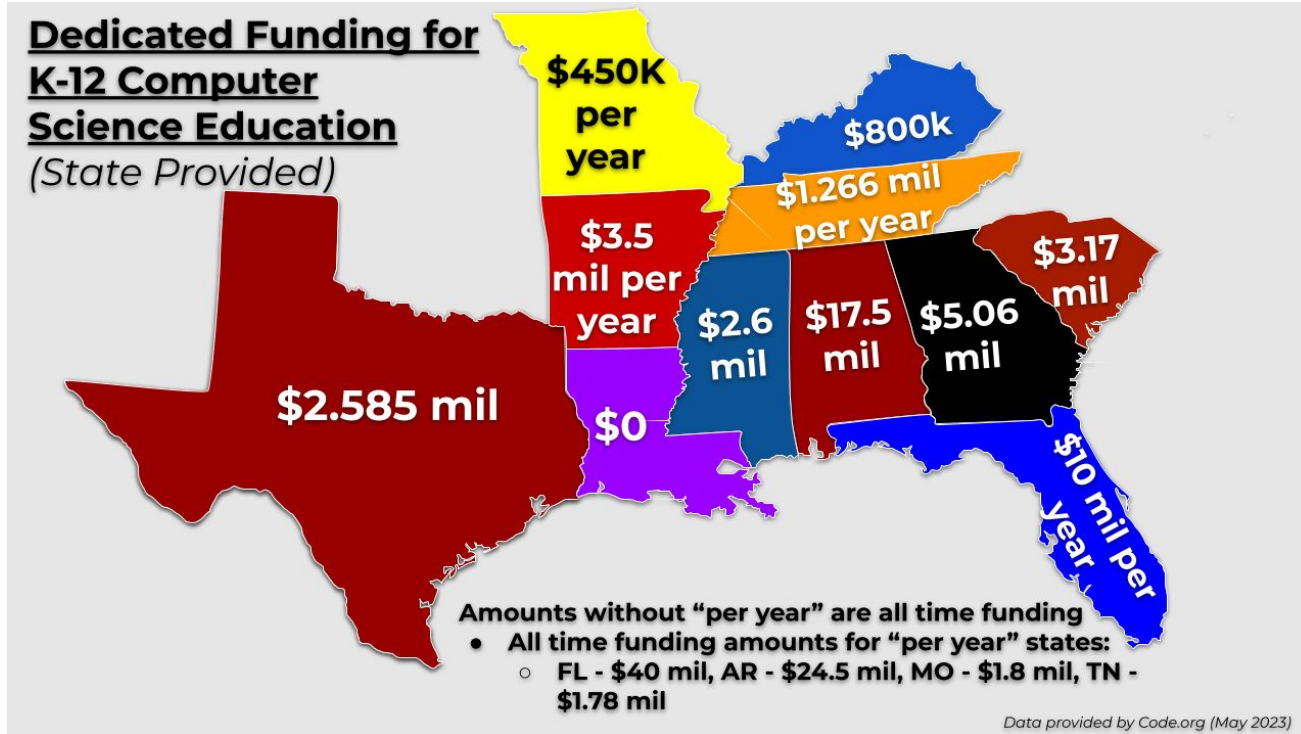 Dedicated Funding for
K-12 Computer
Science Education
(State Provided)
$450K
per
year
$800k
$1.266 mil
per year
$3.5
mil per
year
$3.17
mil
$2.6
mil
$17.5
mil
$5.06
mil
$2.585 mil
$0
$10 mil per
year
Amounts without “per year” are all time funding
● All time funding amounts for “per year” states:
○ FL - $40 mil, AR - $24.5 mil, MO - $1.8 mil, TN -
$1.78 mil
Data provided by Code.org (May 2023)